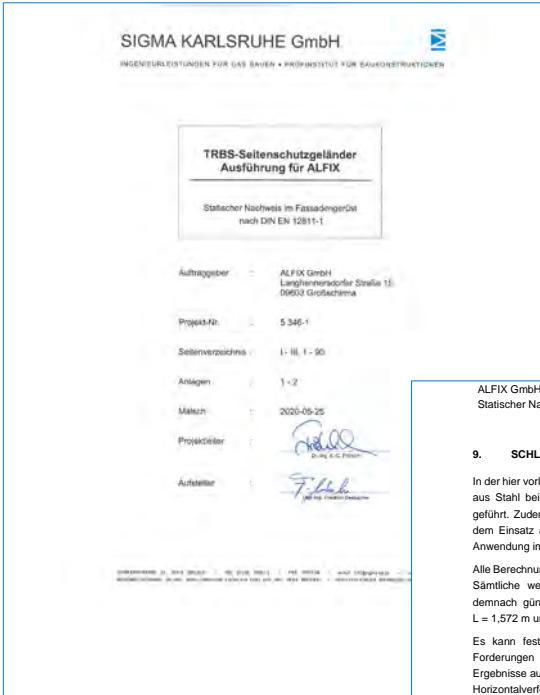 SIGMA KARLSRUHE GmbH
INGENIEURLEISTUNGEN FÜR DAS BAUEN • PRÜFINSTITUT FÜR BAUKONSTRUKTIONEN
TRBS-Seitenschutzgeländer
Ausführung für ALFIX
Statischer Nachweis im Fassadengerüst
nach DIN EN 12811-1
Auftraggeber : ALFIX GmbH
Langhennersdorfer Straße 15
09603 Großschirma
Projekt-Nr. : 5 346-1
Seitenverzeichnis : I - III, 1 - 90
Anlagen : 1 - 2
Malsch : 2020-05-25
Projektleiter :
Aufsteller :
ALFIX GmbH
Statischer Na
9. SCHL
In der hier vorl
aus Stahl bei
geführt. Zuder
dem Einsatz
Anwendung in
Alle Berechnu
Sämtliche we
demnach gün
L = 1,572 m u
Es kann fest
Forderungen
Ergebnisse au
Horizontalverf